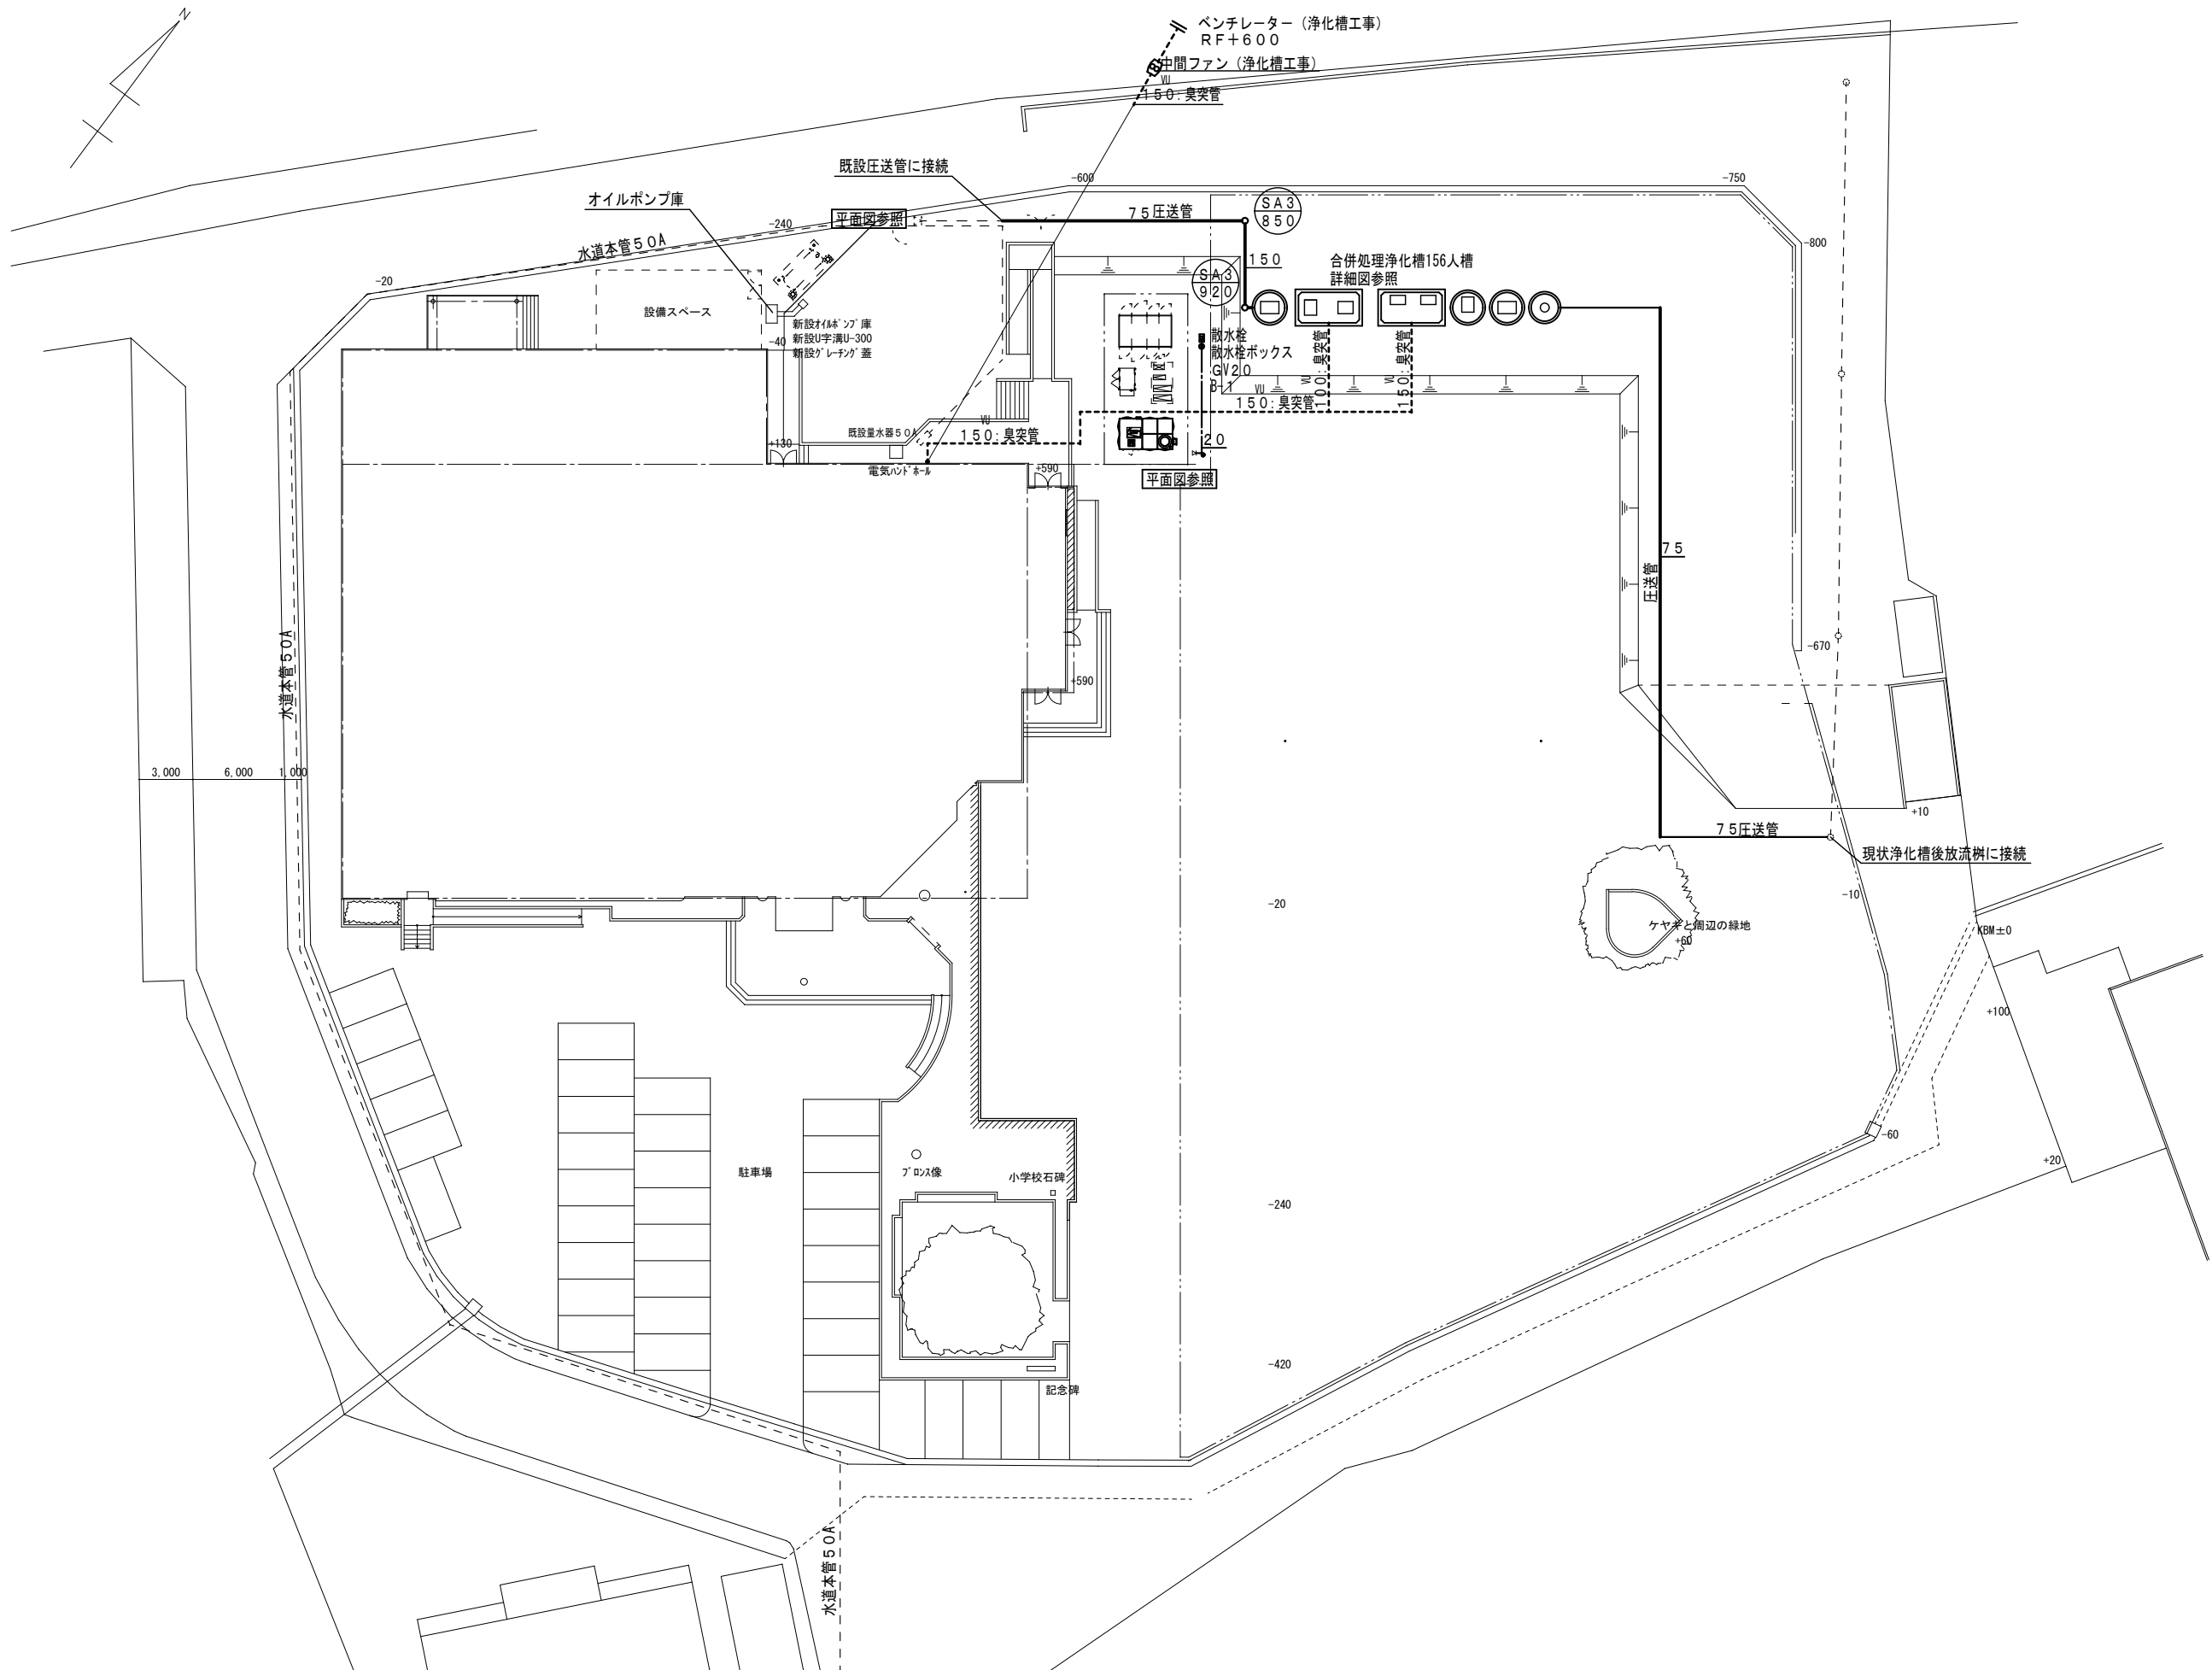 N
ベンチレーター（浄化槽工事）
ＲＦ＋６００
中間ファン（浄化槽工事）
VU
１５０：臭突管
既設圧送管に接続
オイルポンプ庫
平面図参照
-600
-750
-240
-20
-800
水道本管５０Ａ
７５圧送管
ＳＡ３
８５０
１５０
ＳＡ３
９２０
合併処理浄化槽156人槽
詳細図参照
設備スペース
新設ｵｲﾙﾎﾟﾝﾌﾟ庫
新設U字溝U-300
新設ｸﾞﾚｰﾁﾝｸﾞ蓋
-40
散水栓
散水栓ボックス
ＧＶ２０
Ｂ-１
VU
１００：臭突管
VU
１５０：臭突管
VU
１５０：臭突管
VU
１５０：臭突管
既設量水器５０Ａ
+130
電気ﾊﾝﾄﾞﾎｰﾙ
+590
２０
平面図参照
７５
圧送管
水道本管５０Ａ
-670
+590
3,000
6,000
1,000
+10
７５圧送管
現状浄化槽後放流桝に接続
-10
-20
ケヤキと周辺の緑地
+60
KBM±0
+100
-60
+20
駐車場
ﾌﾞﾛﾝｽﾞ像
小学校石碑
-240
-420
記念碑
水道本管５０Ａ